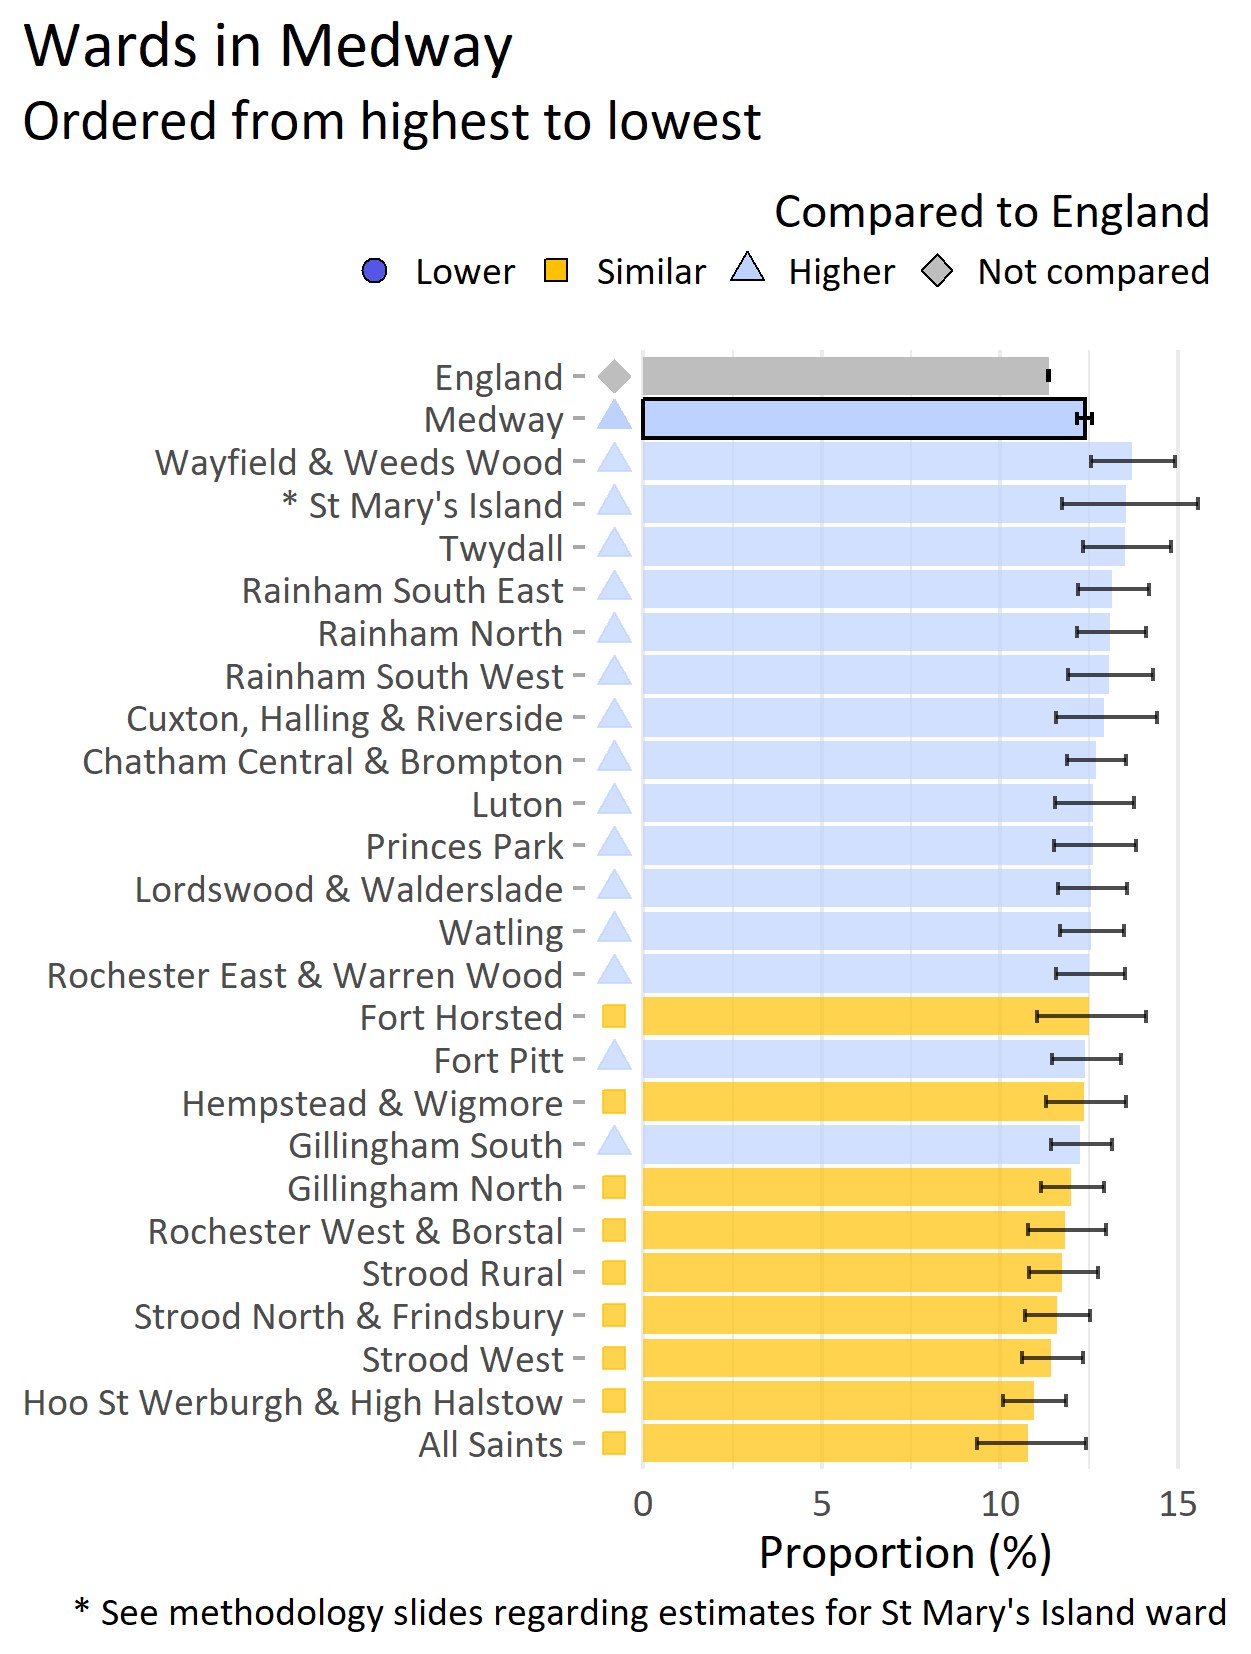 Wards in Medway
Ordered from highest to lowest
Compared to England
Lower Similar Higher Not compared
England
Medway
Wayfield & Weeds Wood
* St Mary's Island
Twydall
Rainham South East
Rainham North
Rainham South West
Cuxton, Halling & Riverside
Chatham Central & Brompton
Luton
Princes Park
Lordswood & Walderslade
Watling
Rochester East & Warren Wood
Fort Horsted
Fort Pitt
Hempstead & Wigmore
Gillingham South
Gillingham North
Rochester West & Borstal
Strood Rural
Strood North & Frindsbury
Strood West
Hoo St Werburgh & High Halstow
All Saints
0 5 10 15
Proportion (%)
* See methodology slides regarding estimates for St Mary's Island ward